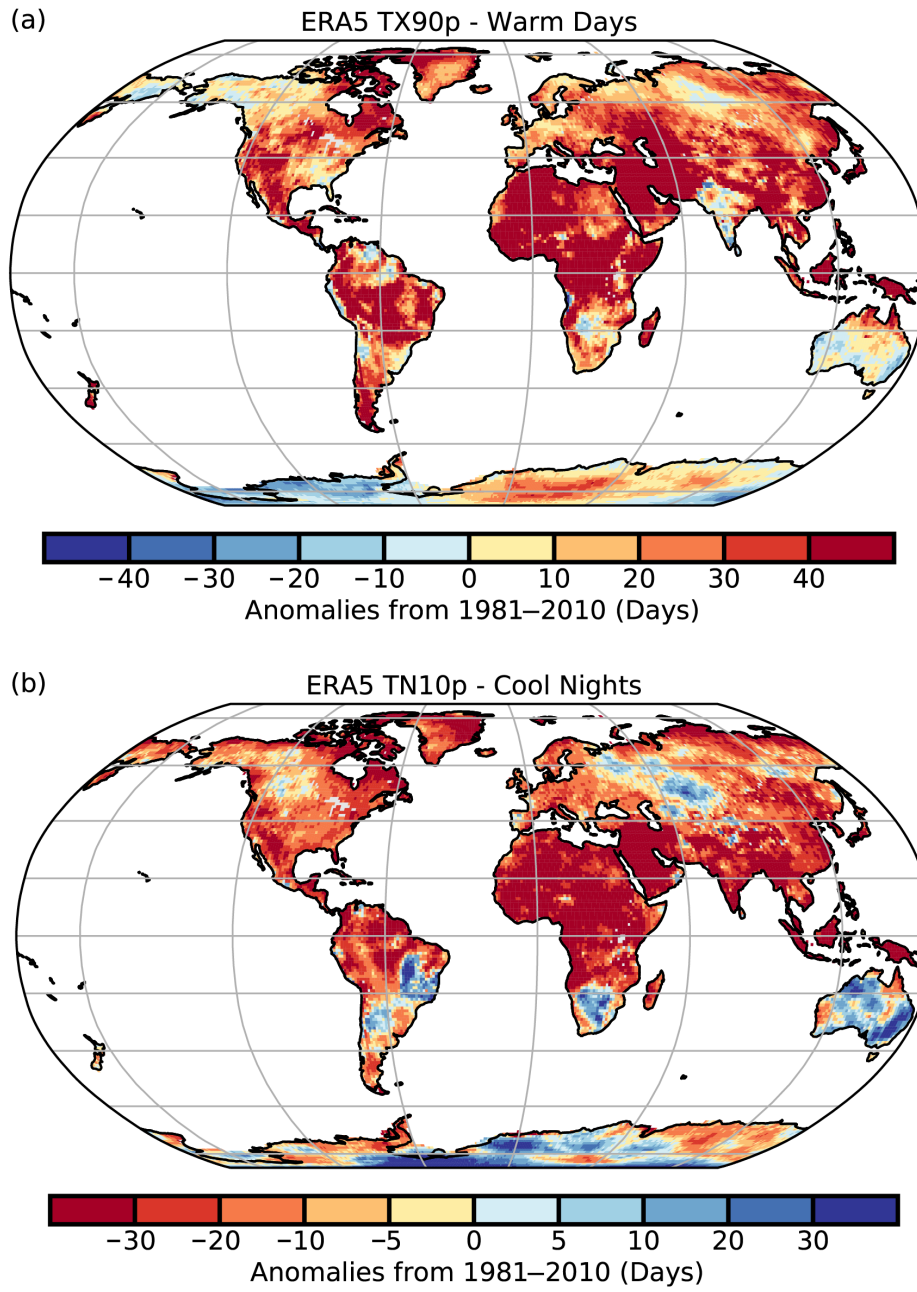 (a)
ERA5 TX90p - Warm Days
−40 −30 −20 −10 0 10 20 30 40
Anomalies from 1981–2010 (Days)
(b)
ERA5 TN10p - Cool Nights
−30 −20 −10 −5 0 5 10 20 30
Anomalies from 1981–2010 (Days)